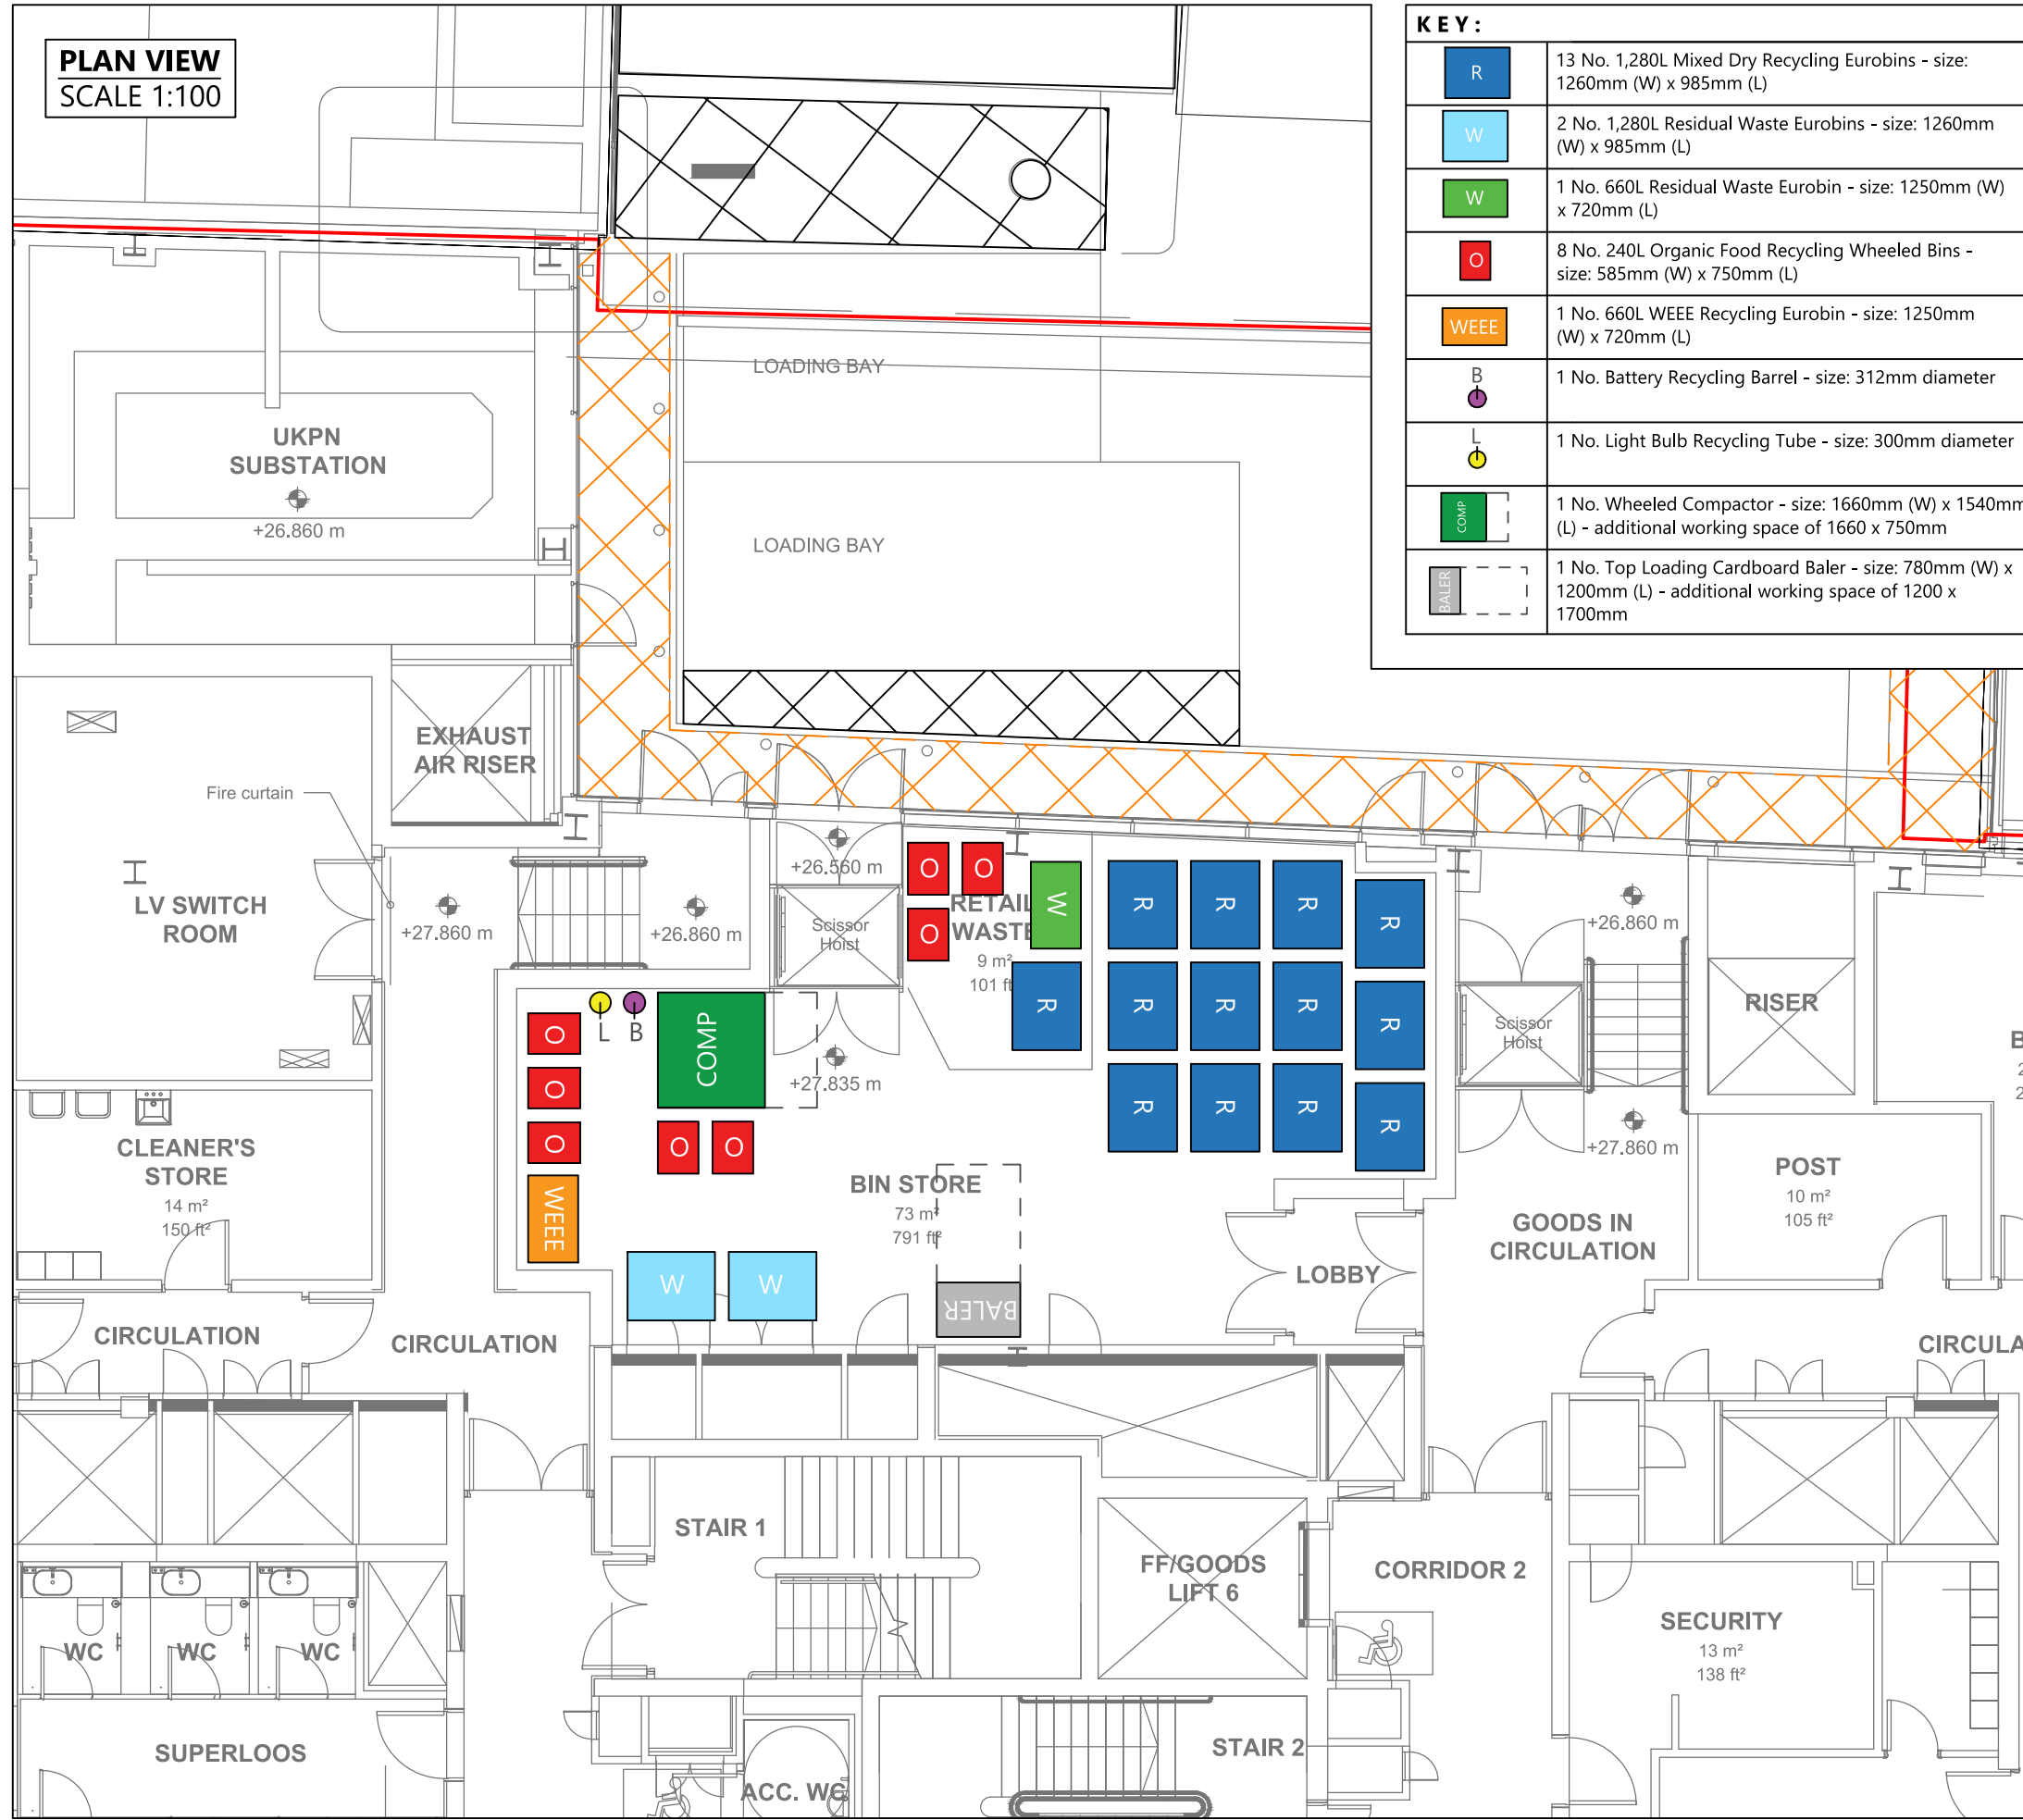 PLAN VIEW
SCALE 1:100
KEY:
R
13 No. 1,280L Mixed Dry Recycling Eurobins - size:
1260mm (W) x 985mm (L)
W
2 No. 1,280L Residual Waste Eurobins - size: 1260mm
(W) x 985mm (L)
W
1 No. 660L Residual Waste Eurobin - size: 1250mm (W)
x 720mm (L)
O
8 No. 240L Organic Food Recycling Wheeled Bins -
size: 585mm (W) x 750mm (L)
WEEE
1 No. 660L WEEE Recycling Eurobin - size: 1250mm
(W) x 720mm (L)
B
1 No. Battery Recycling Barrel - size: 312mm diameter
L
1 No. Light Bulb Recycling Tube - size: 300mm diameter
COMP
1 No. Wheeled Compactor - size: 1660mm (W) x 1540mm
(L) - additional working space of 1660 x 750mm
BALER
1 No. Top Loading Cardboard Baler - size: 780mm (W) x
1200mm (L) - additional working space of 1200 x
1700mm
LOADING BAY
UKPN
SUBSTATION
+26.860 m
LOADING BAY
EXHAUST
AIR RISER
Fire curtain
LV SWITCH
ROOM
+27.860 m
+26.860 m
+26.560 m
Scissor
Hoist
O
O
O
RETAIL
WASTE
9 m²
101 ft
W
R
R
R
R
R
R
R
R
R
R
R
R
R
+26.860 m
Scissor
Hoist
RISER
B
2
2
L
B
COMP
+27.835 m
O
O
O
O
O
WEEE
+27.860 m
CLEANER'S
STORE
14 m²
150 ft²
BIN STORE
73 m²
791 ft²
POST
10 m²
105 ft²
GOODS IN
CIRCULATION
W
W
BALER
LOBBY
CIRCULATION
CIRCULATION
CIRCULA
STAIR 1
FF/GOODS
LIFT 6
CORRIDOR 2
SECURITY
13 m²
138 ft²
WC
WC
WC
SUPERLOOS
ACC. WC
STAIR 2